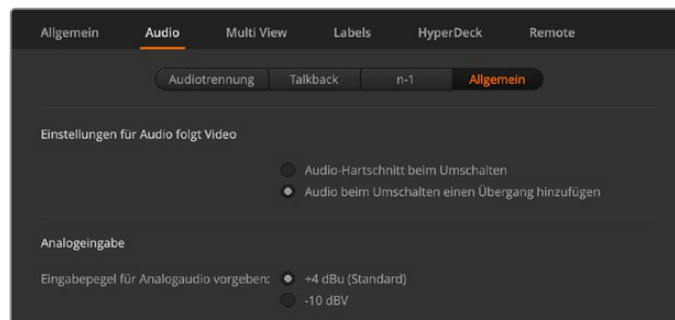 Allgemein Audio Multi View Labels HyperDeck Remote
Audiotrennung Talkback n-1 Allgemein
Einstellungen für Audio folgt Video
Audio-Hartschnitt beim Umschalten
Audio beim Umschalten einen Übergang hinzufügen
Analogeingabe
Eingabepegel für Analogaudio vorgeben: +4 dBu (Standard)
-10 dBV